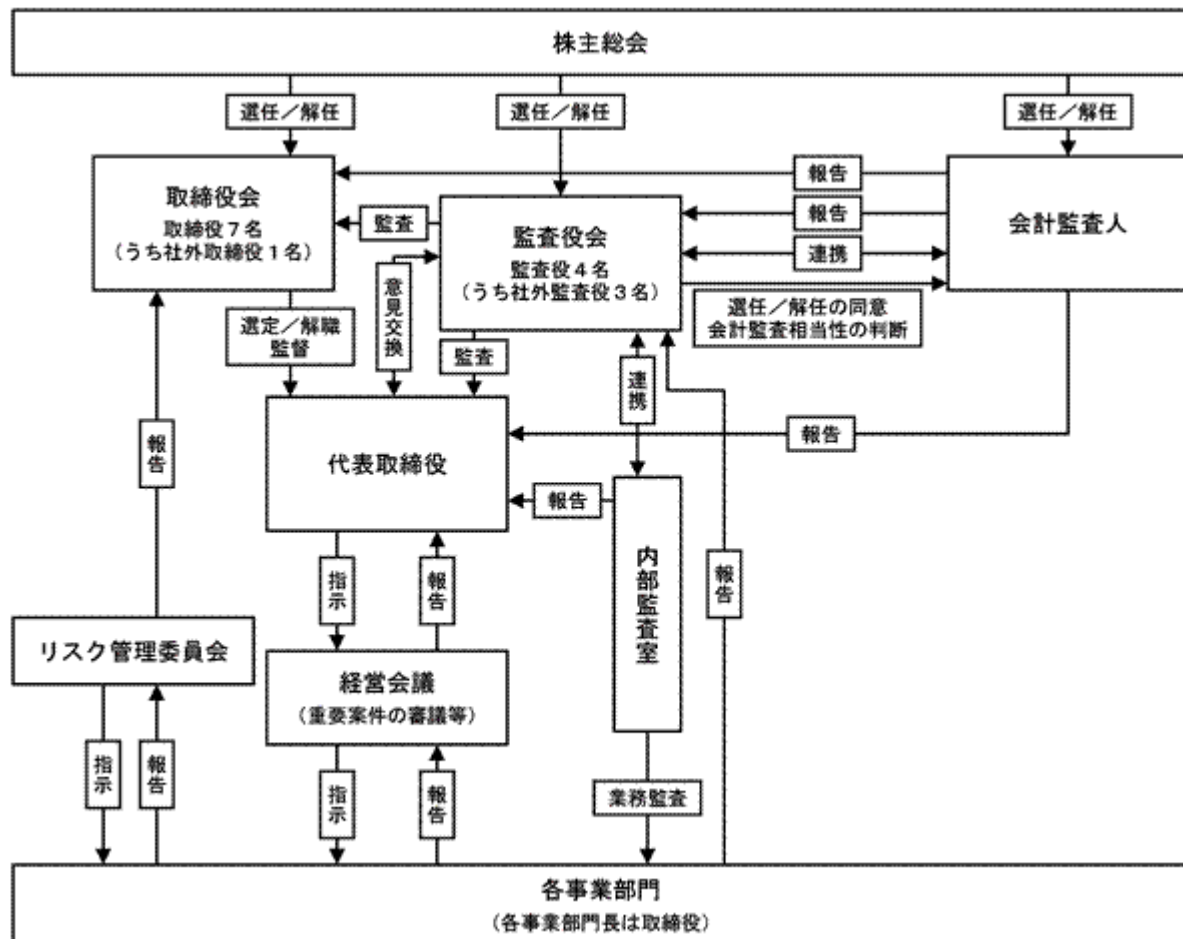 株主総会
選任／解任
選任／解任
選任／解任
取締役会
取締役７名
（うち社外取締役１名）
監査
監査役会
監査役４名
（うち社外監査役３名）
報告
報告
連携
会計監査人
選任／解任の同意
会計監査相当性の判断
選定／解職
監督
意見交換
監査
連携
報告
代表取締役
報告
報告
内部監査室
報告
指示
報告
リスク管理委員会
経営会議
（重要案件の審議等）
指示
報告
指示
報告
業務監査
各事業部門
（各事業部門長は取締役）